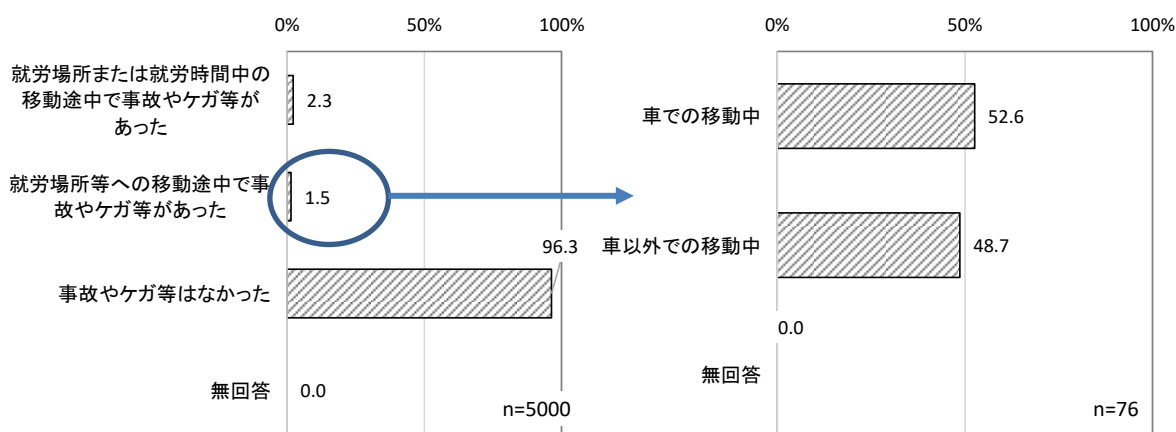 0%
50%
100%
就労場所または就労時間中の
移動途中で事故やケガ等が
あった
2.3
就労場所等への移動途中で事
故やケガ等があった
1.5
96.3
事故やケガ等はなかった
無回答
0.0
n=5000
0%
50%
100%
車での移動中
52.6
車以外での移動中
48.7
0.0
無回答
n=76